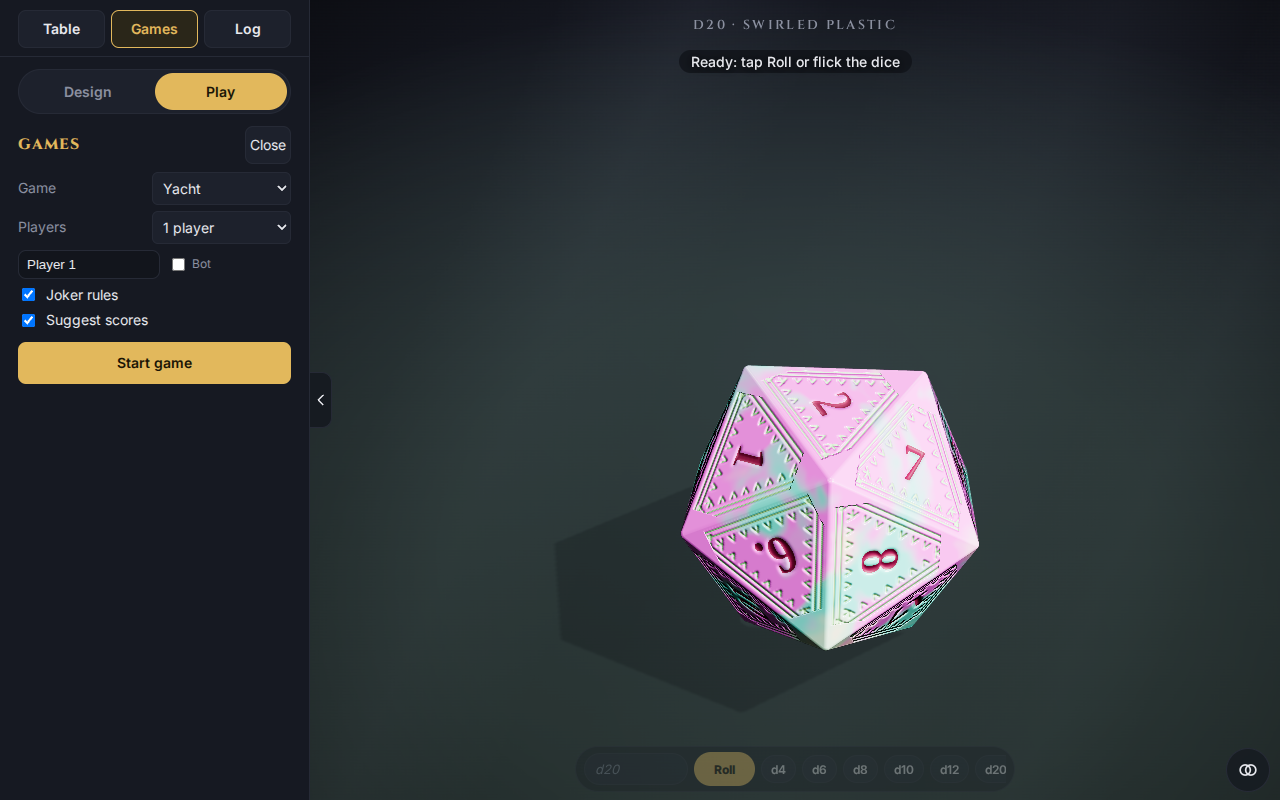 Table Games Log
Design Play
GAMES Close
Game Yacht
Players 1 player
Player 1 Bot
Joker rules
Suggest scores
Start game
D20 · SWIRLED PLASTIC
Ready: tap Roll or flick the dice
2
1
7
9.
8
d20 Roll d4 d6 d8 d10 d12 d20